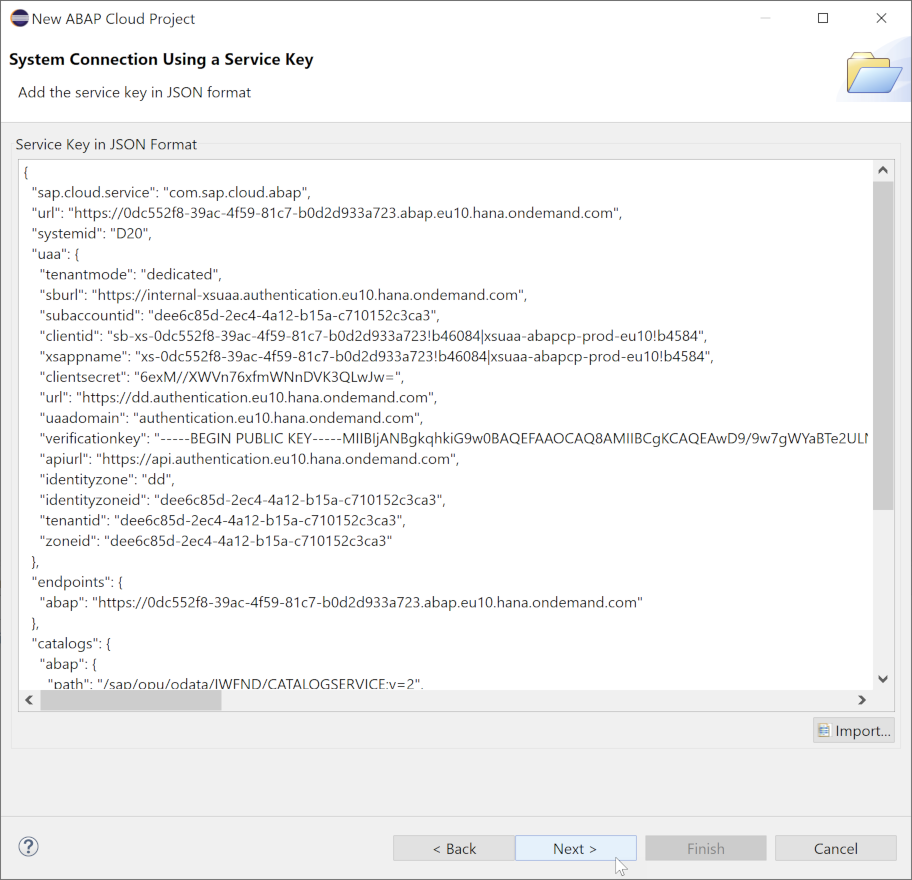 New ABAP Cloud Project
System Connection Using a Service Key
Add the service key in JSON format
Service Key in JSON Format
{
"sap.cloud.service": "com.sap.cloud.abap",
"url": "https://0dc552f8-39ac-4f59-81c7-b0d2d933a723.abap.eu10.hana.ondemand.com",
"systemid": "D20",
"uaa": {
"tenantmode": "dedicated",
"sburl": "https://internal-xsuaa.authentication.eu10.hana.ondemand.com",
"subaccountid": "dee6c85d-2ec4-4a12-b15a-c710152c3ca3",
"clientid": "sb-xs-0dc552f8-39ac-4f59-81c7-b0d2d933a723!b46084|xsuaa-abapcp-prod-eu10!b4584",
"xsappname": "xs-0dc552f8-39ac-4f59-81c7-b0d2d933a723!b46084|xsuaa-abapcp-prod-eu10!b4584",
"clientsecret": "6exM//XWVn76xfmWNnDVK3QLwJw=",
"url": "https://dd.authentication.eu10.hana.ondemand.com",
"uaadomain": "authentication.eu10.hana.ondemand.com",
"verificationkey": "-----BEGIN PUBLIC KEY-----MIIBIjANBgkqhkiG9w0BAQEFAAOCAQ8AMIIBCgKCAQEAwD9/9w7gWYaBTe2ULN
"apiurl": "https://api.authentication.eu10.hana.ondemand.com",
"identityzone": "dd",
"identityzoneid": "dee6c85d-2ec4-4a12-b15a-c710152c3ca3",
"tenantid": "dee6c85d-2ec4-4a12-b15a-c710152c3ca3",
"zoneid": "dee6c85d-2ec4-4a12-b15a-c710152c3ca3"
},
"endpoints": {
"abap": "https://0dc552f8-39ac-4f59-81c7-b0d2d933a723.abap.eu10.hana.ondemand.com"
},
"catalogs": {
"abap": {
"path": "/sap/opu/odata/IWFND/CATALOGSERVICE;v=2",
Import...
?
< Back
Next >
Finish
Cancel